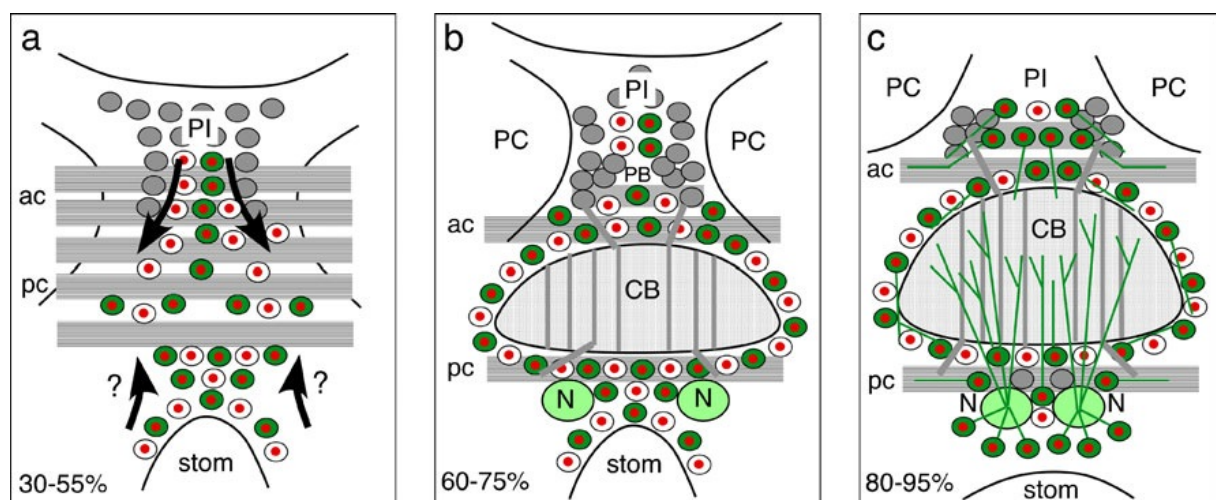 a
PI
ac
pc
?
?
stom
30-55%
b
PI
PC
PC
PB
ac
CB
pc
N
N
stom
60-75%
c
PC
PI
PC
ac
CB
pc
N
N
stom
80-95%